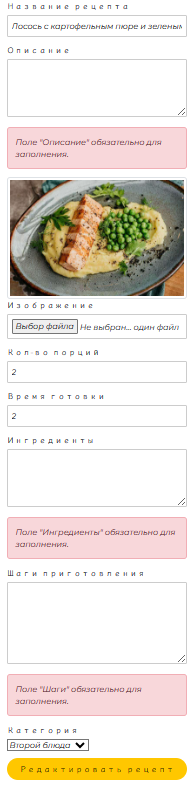 Название рецепта
Лосось с картофельным пюре и зелены
Описание
Поле "Описание" обязательно для
заполнения.
Изображение
Выбор файла Не выбран... один файл
Кол-во порций
2
Время готовки
2
Ингредиенты
Поле "Ингредиенты" обязательно для
заполнения.
Шаги приготовления
Поле "Шаги" обязательно для
заполнения.
Категория
Второй блюда
Редактировать рецепт